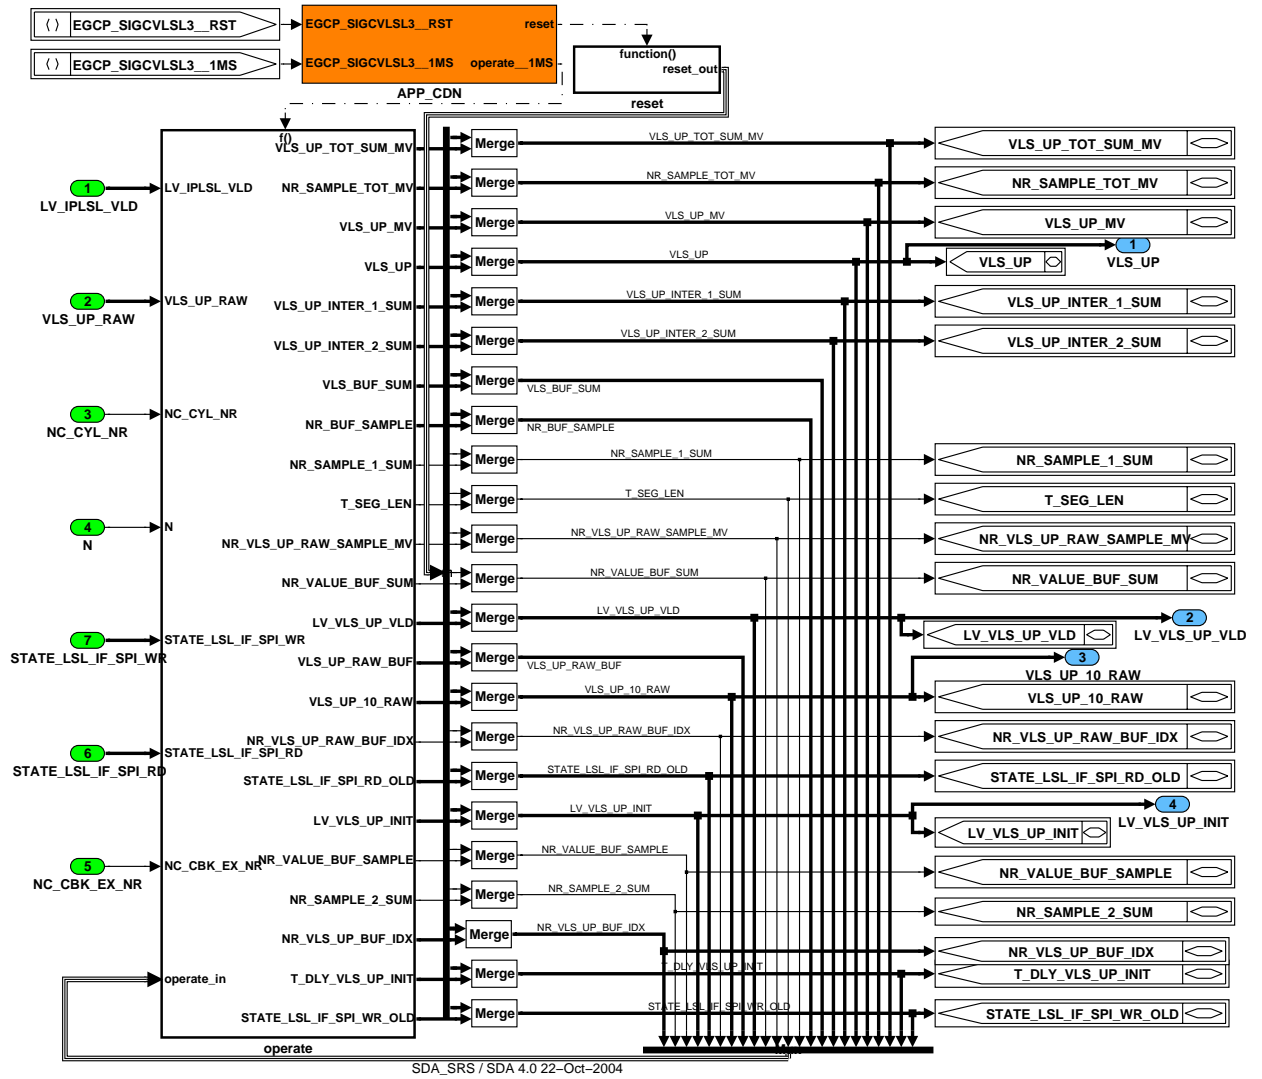 EGCP_SIGCVLSL3__RST
EGCP_SIGCVLSL3__RST
reset
EGCP_SIGCVLSL3__1MS
EGCP_SIGCVLSL3__1MS
operate__1MS
APP_CDN
function()
reset_out
reset
f()
VLS_UP_TOT_SUM_MV
Merge
VLS_UP_TOT_SUM_MV
VLS_UP_TOT_SUM_MV
1
LV_IPLSL_VLD
LV_IPLSL_VLD
NR_SAMPLE_TOT_MV
Merge
NR_SAMPLE_TOT_MV
NR_SAMPLE_TOT_MV
VLS_UP_MV
Merge
VLS_UP_MV
VLS_UP_MV
VLS_UP
Merge
VLS_UP
VLS_UP
1
VLS_UP
2
VLS_UP_RAW
VLS_UP_RAW
VLS_UP_INTER_1_SUM
Merge
VLS_UP_INTER_1_SUM
VLS_UP_INTER_1_SUM
VLS_UP_INTER_2_SUM
Merge
VLS_UP_INTER_2_SUM
VLS_UP_INTER_2_SUM
VLS_BUF_SUM
Merge
VLS_BUF_SUM
3
NC_CYL_NR
NC_CYL_NR
NR_BUF_SAMPLE
Merge
NR_BUF_SAMPLE
NR_SAMPLE_1_SUM
Merge
NR_SAMPLE_1_SUM
NR_SAMPLE_1_SUM
T_SEG_LEN
Merge
T_SEG_LEN
T_SEG_LEN
4
N
N
NR_VLS_UP_RAW_SAMPLE_MV
Merge
NR_VLS_UP_RAW_SAMPLE_MV
NR_VLS_UP_RAW_SAMPLE_MV
NR_VALUE_BUF_SUM
Merge
NR_VALUE_BUF_SUM
NR_VALUE_BUF_SUM
LV_VLS_UP_VLD
Merge
LV_VLS_UP_VLD
LV_VLS_UP_VLD
2
LV_VLS_UP_VLD
7
STATE_LSL_IF_SPI_WR
STATE_LSL_IF_SPI_WR
VLS_UP_RAW_BUF
Merge
VLS_UP_RAW_BUF
3
VLS_UP_10_RAW
VLS_UP_10_RAW
Merge
VLS_UP_10_RAW
VLS_UP_10_RAW
NR_VLS_UP_RAW_BUF_IDX
Merge
NR_VLS_UP_RAW_BUF_IDX
NR_VLS_UP_RAW_BUF_IDX
6
STATE_LSL_IF_SPI_RD
STATE_LSL_IF_SPI_RD
STATE_LSL_IF_SPI_RD_OLD
Merge
STATE_LSL_IF_SPI_RD_OLD
STATE_LSL_IF_SPI_RD_OLD
LV_VLS_UP_INIT
Merge
LV_VLS_UP_INIT
LV_VLS_UP_INIT
4
LV_VLS_UP_INIT
5
NC_CBK_EX_NR
NC_CBK_EX_NR
NR_VALUE_BUF_SAMPLE
Merge
NR_VALUE_BUF_SAMPLE
NR_VALUE_BUF_SAMPLE
NR_SAMPLE_2_SUM
Merge
NR_SAMPLE_2_SUM
NR_SAMPLE_2_SUM
NR_VLS_UP_BUF_IDX
Merge
NR_VLS_UP_BUF_IDX
NR_VLS_UP_BUF_IDX
operate_in
T_DLY_VLS_UP_INIT
Merge
T_DLY_VLS_UP_INIT
T_DLY_VLS_UP_INIT
STATE_LSL_IF_SPI_WR_OLD
Merge
STATE_LSL_IF_SPI_WR_OLD
STATE_LSL_IF_SPI_WR_OLD
operate
SDA_SRS / SDA 4.0 22–Oct–2004